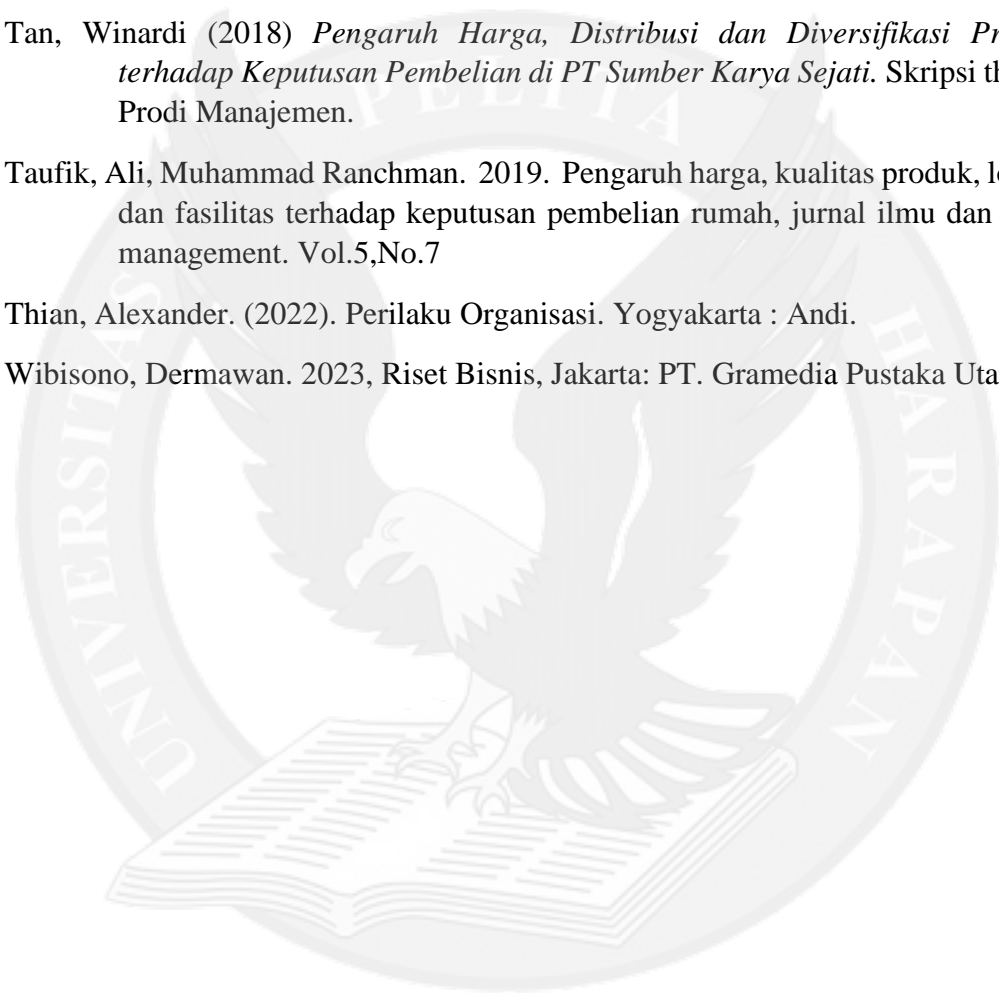 Tan, Winardi (2018) Pengaruh Harga, Distribusi dan Diversifikasi Pr
terhadap Keputusan Pembelian di PT Sumber Karya Sejati. Skripsi th
Prodi Manajemen.
Taufik, Ali, Muhammad Ranchman. 2019. Pengaruh harga, kualitas produk, l
dan fasilitas terhadap keputusan pembelian rumah, jurnal ilmu dan
management. Vol.5,No.7
Thian, Alexander. (2022). Perilaku Organisasi. Yogyakarta : Andi.
Wibisono, Dermawan. 2023, Riset Bisnis, Jakarta: PT. Gramedia Pustaka Uta
UNIVERSITAS PELITA HARAPAN